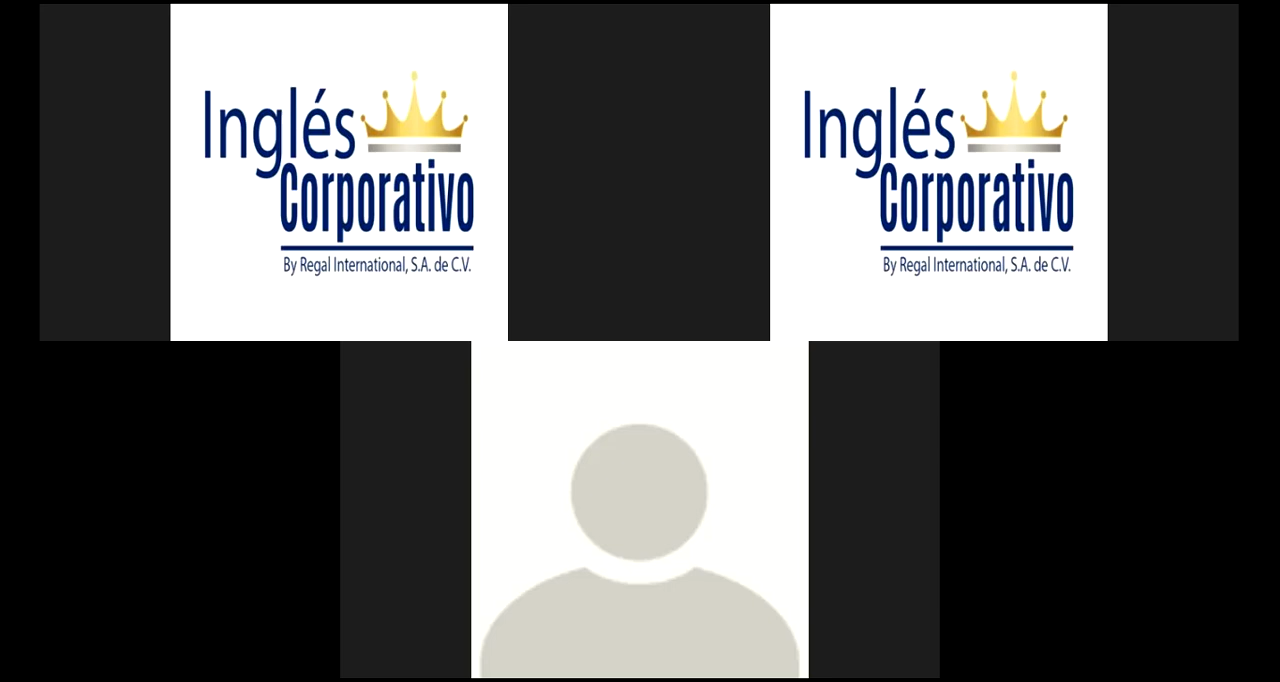 Inglés
Corporativo
By Regal International, S.A. de C.V.
Inglés
Corporativo
By Regal International, S.A. de C.V.